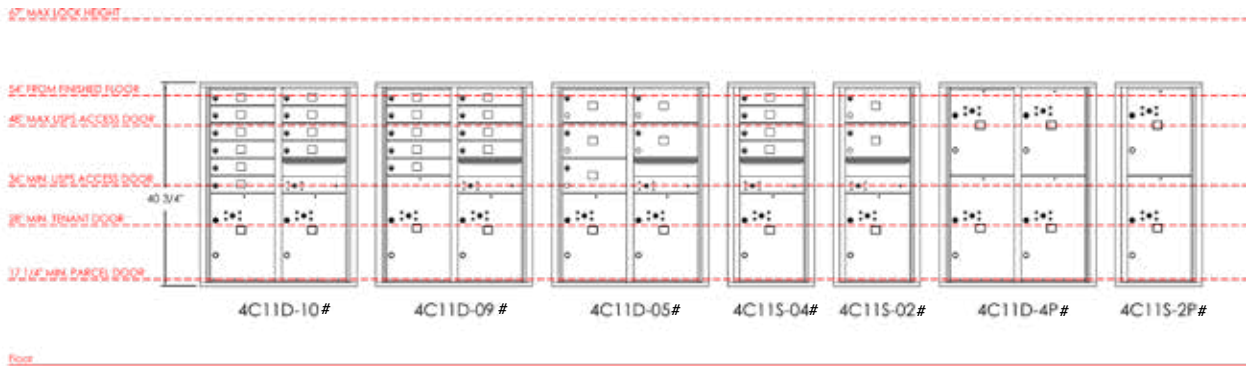 67" MAX LOCK HEIGHT
54" FROM FINISHED FLOOR
48" MAX USPS ACCESS DOOR
36" MIN. USPS ACCESS DOOR
40 3/4"
28" MIN. TENANT DOOR
17 1/4" MIN. PARCEL DOOR
4C11D-10 #
4C11D-09 #
4C11D-05#
4C11S-04#
4C11S-02#
4C11D-4P#
4C11S-2P#
Floor